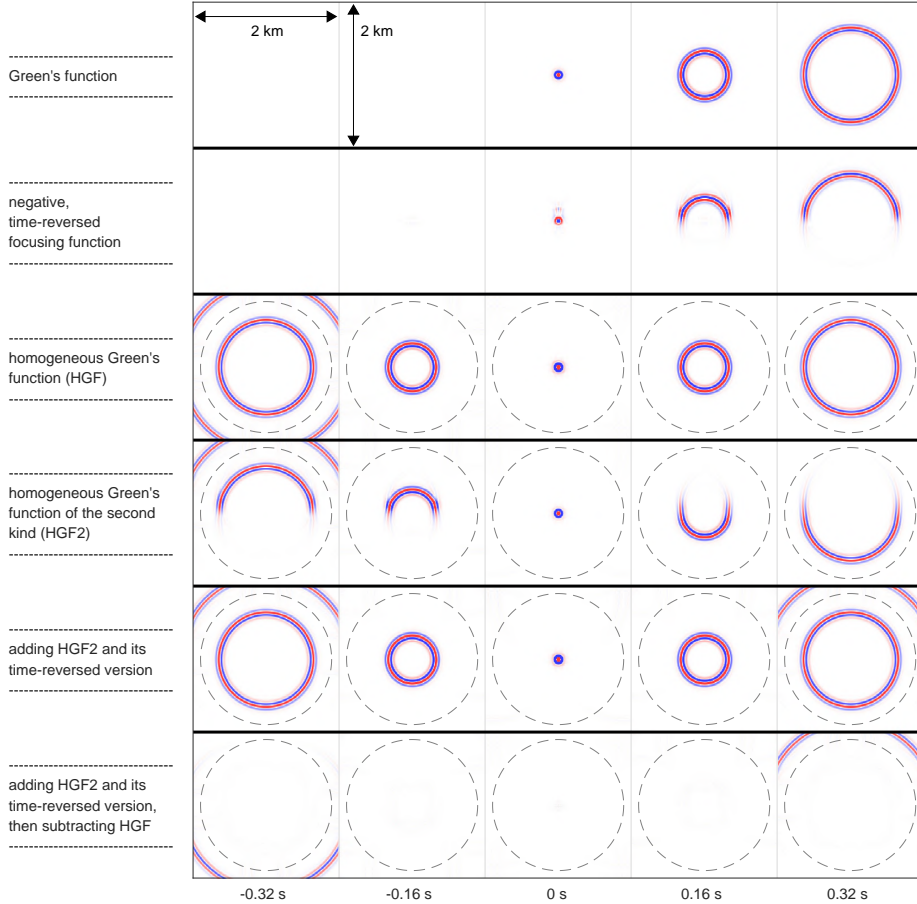 2 km
2 km
Green's function
negative,
time-reversed
focusing function
homogeneous Green's
function (HGF)
homogeneous Green's
function of the second
kind (HGF2)
adding HGF2 and its
time-reversed version
adding HGF2 and its
time-reversed version,
then subtracting HGF
-0.32 s
-0.16 s
0 s
0.16 s
0.32 s